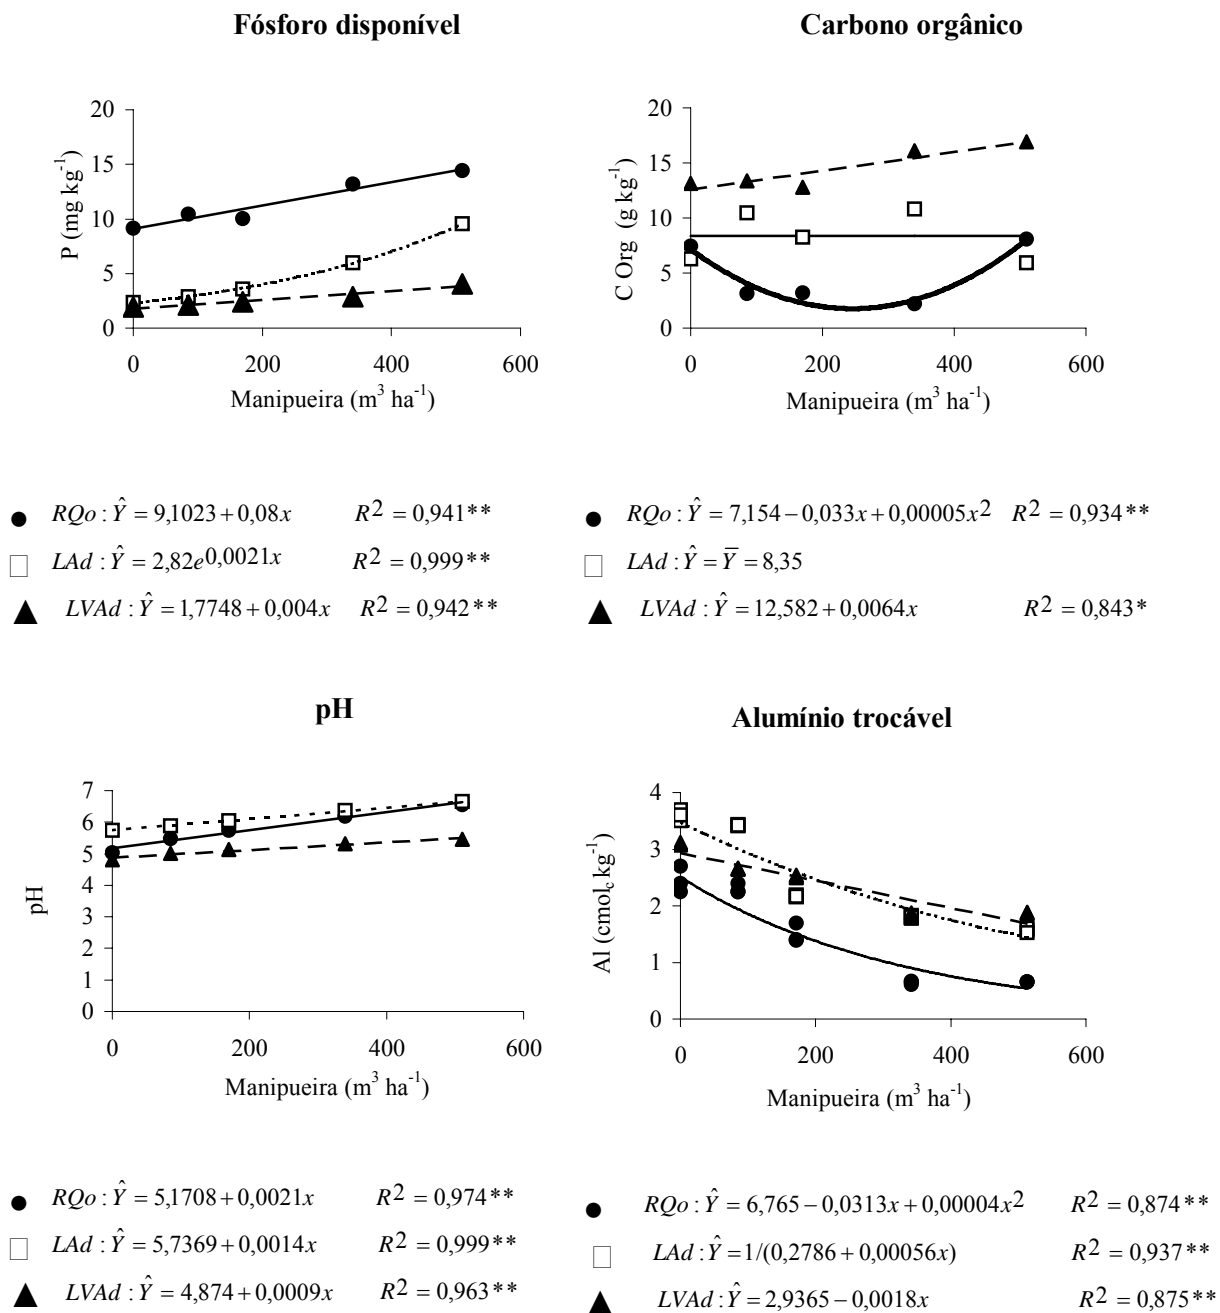 Fósforo disponível
20
15
10
5
0
P (mg kg⁻¹)
0 200 400 600
Manipueira (m³ ha⁻¹)
Carbono orgânico
20
15
10
5
0
C Org (g kg⁻¹)
0 200 400 600
Manipueira (m³ ha⁻¹)
● RQo : Ŷ = 9,1023 + 0,08x R² = 0,941**
□ LAd : Ŷ = 2,82e^0,0021x R² = 0,999**
▲ LVAd : Ŷ = 1,7748 + 0,004x R² = 0,942**
● RQo : Ŷ = 7,154 − 0,033x + 0,00005x² R² = 0,934**
□ LAd : Ŷ = Y̅ = 8,35
▲ LVAd : Ŷ = 12,582 + 0,0064x R² = 0,843*
pH
7
6
5
4
3
2
1
0
pH
0 200 400 600
Manipueira (m³ ha⁻¹)
Alumínio trocável
4
3
2
1
0
Al (cmol꜀ kg⁻¹)
0 200 400 600
Manipueira (m³ ha⁻¹)
● RQo : Ŷ = 5,1708 + 0,0021x R² = 0,974**
□ LAd : Ŷ = 5,7369 + 0,0014x R² = 0,999**
▲ LVAd : Ŷ = 4,874 + 0,0009x R² = 0,963**
● RQo : Ŷ = 6,765 − 0,0313x + 0,00004x² R² = 0,874**
□ LAd : Ŷ = 1/(0,2786 + 0,00056x) R² = 0,937**
▲ LVAd : Ŷ = 2,9365 − 0,0018x R² = 0,875**